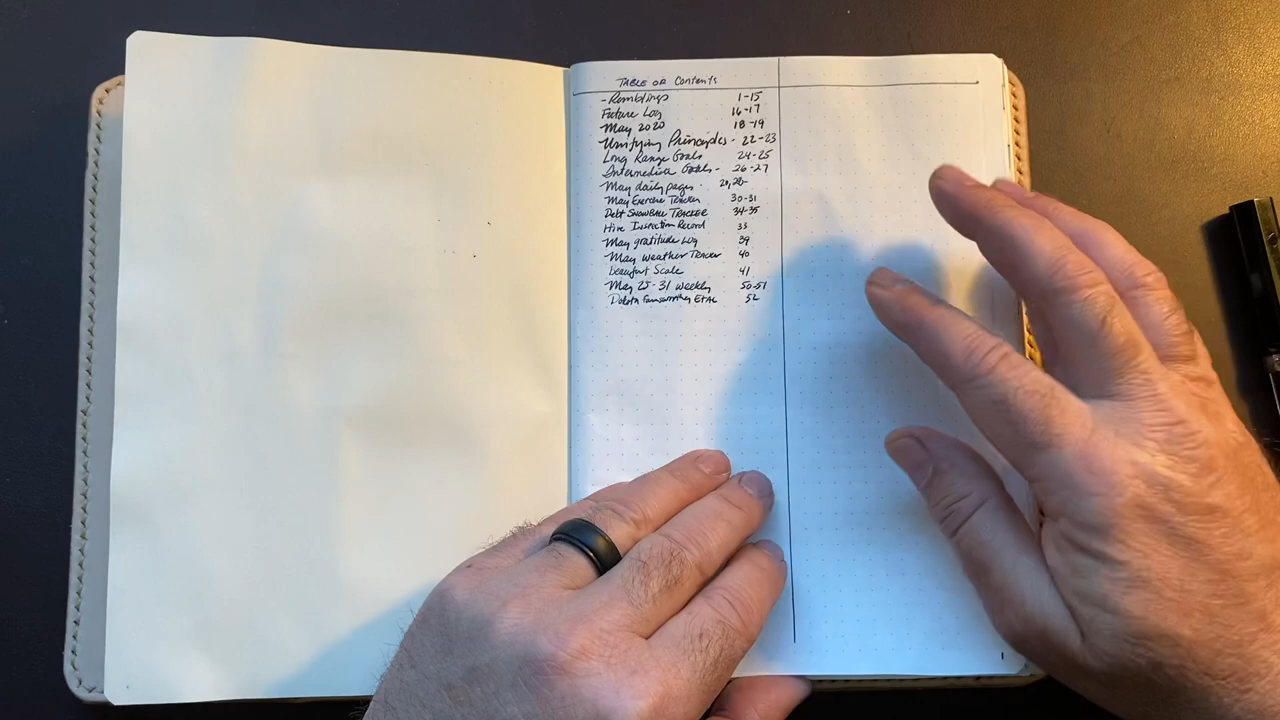 TABLE OF Contents
- Ramblings 1-15
Future Log 16-17
May 2020 18-19
Unifying Principles - 22-23
Long Range Goals 24-25
Intermediate Goals - 26-27
May daily pages - 28-
May Exercise Tracker 30-31
Debt SNOWBALL TRACKER 34-35
Hive Inspection Record 33
May gratitude Log 39
May weather Tracker 40
Beaufort Scale 41
May 25-31 weekly 50-51
Dakota 52
1